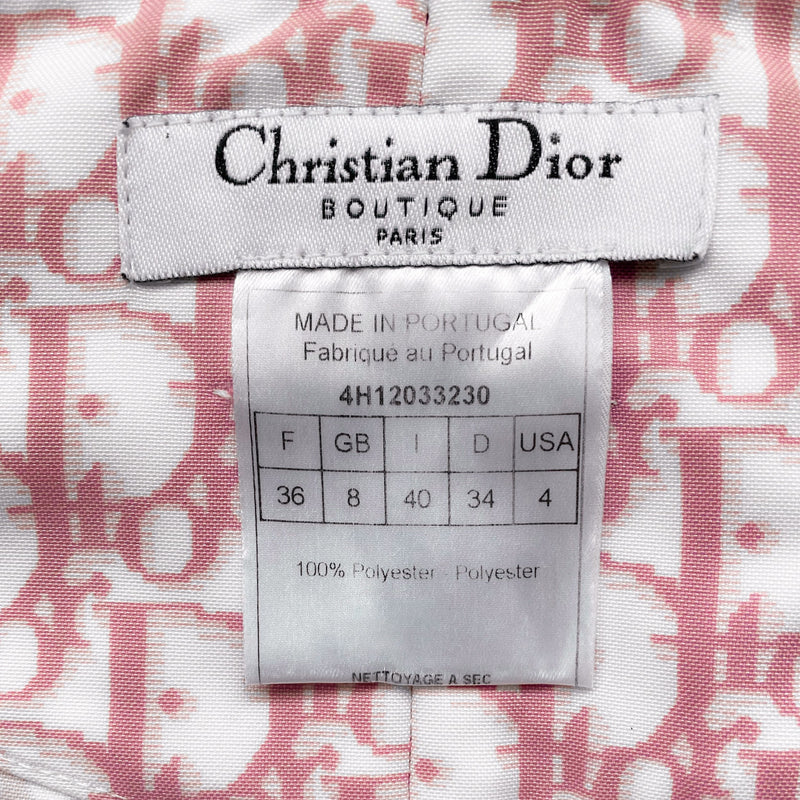 Christian Dior
BOUTIQUE
PARIS
MADE IN PORTUGAL
Fabriqué au Portugal
4H12033230
F GB I D USA
36 8 40 34 4
100% Polyester - Polyester
NETTOYAGE A SEC